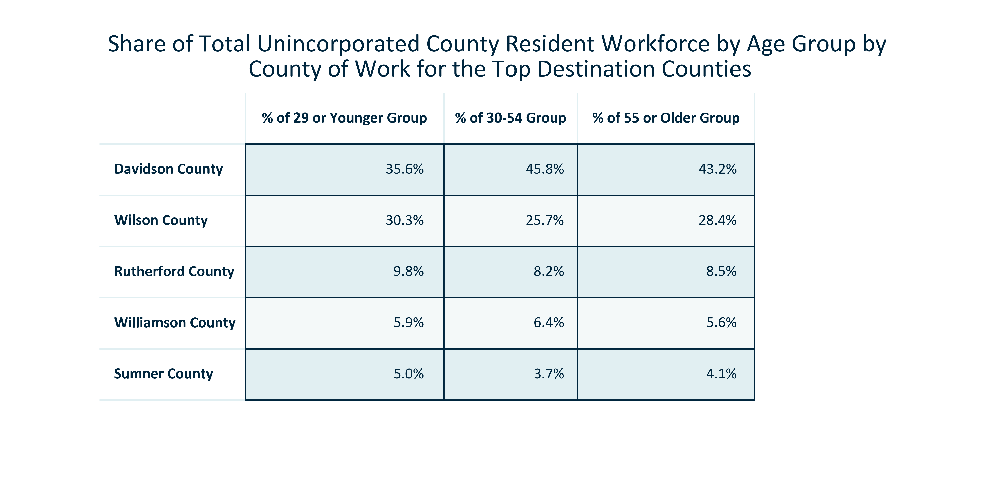 Share of Total Unincorporated County Resident Workforce by Age Group by
County of Work for the Top Destination Counties
% of 29 or Younger Group % of 30-54 Group % of 55 or Older Group
Davidson County 35.6% 45.8% 43.2%
Wilson County 30.3% 25.7% 28.4%
Rutherford County 9.8% 8.2% 8.5%
Williamson County 5.9% 6.4% 5.6%
Sumner County 5.0% 3.7% 4.1%